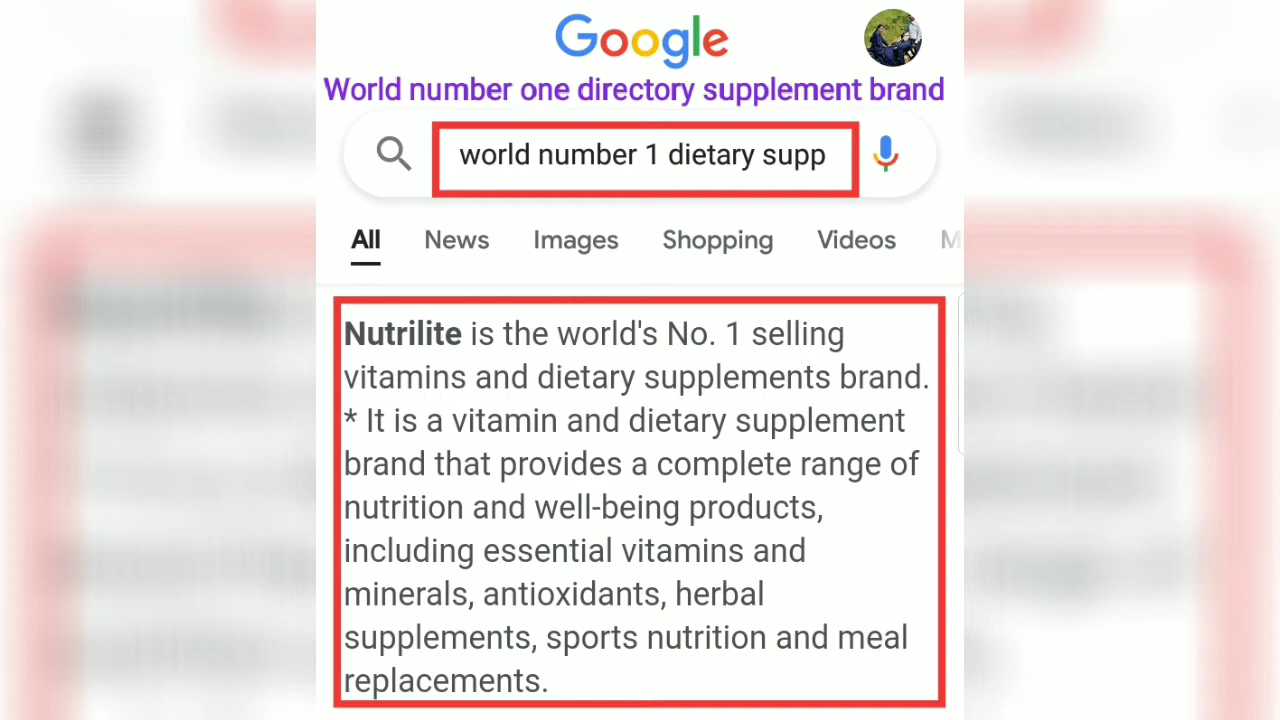 Google
World number one directory supplement brand
world number 1 dietary supp
All News Images Shopping Videos M
Nutrilite is the world's No. 1 selling
vitamins and dietary supplements brand.
* It is a vitamin and dietary supplement
brand that provides a complete range of
nutrition and well-being products,
including essential vitamins and
minerals, antioxidants, herbal
supplements, sports nutrition and meal
replacements.